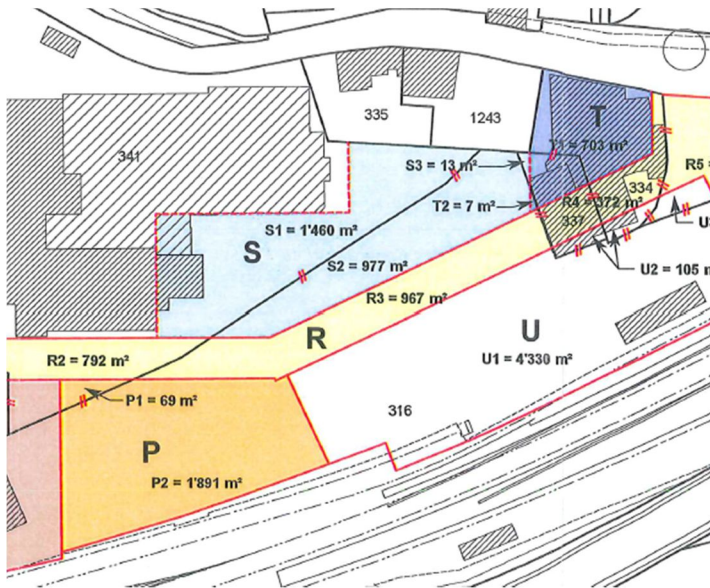 335
1243
T
T1 = 703 m²
341
S3 = 13 m²
R5 =
334
T2 = 7 m²
R4 = 372 m²
S1 = 1'460 m²
337
S
S2 = 977 m²
U2 = 105 m
R3 = 967 m²
R
U
R2 = 792 m²
U1 = 4'330 m²
P1 = 69 m²
316
P
P2 = 1'891 m²